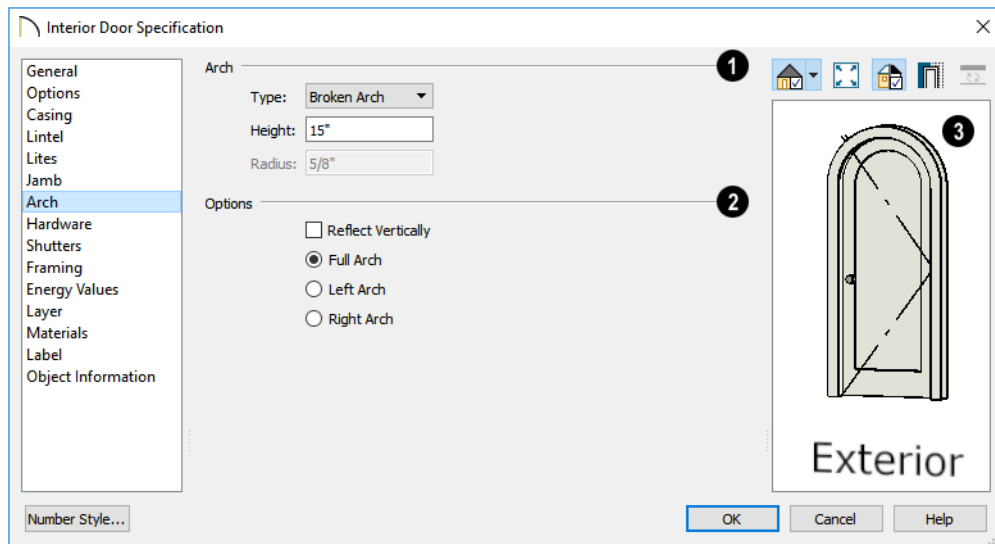 Interior Door Specification
General
Options
Casing
Lintel
Lites
Jamb
Arch
Hardware
Shutters
Framing
Energy Values
Layer
Materials
Label
Object Information
Arch
1
Type: Broken Arch
Height: 15"
Radius: 5/8"
Options
2
Reflect Vertically
Full Arch
Left Arch
Right Arch
3
Exterior
Number Style...
OK
Cancel
Help